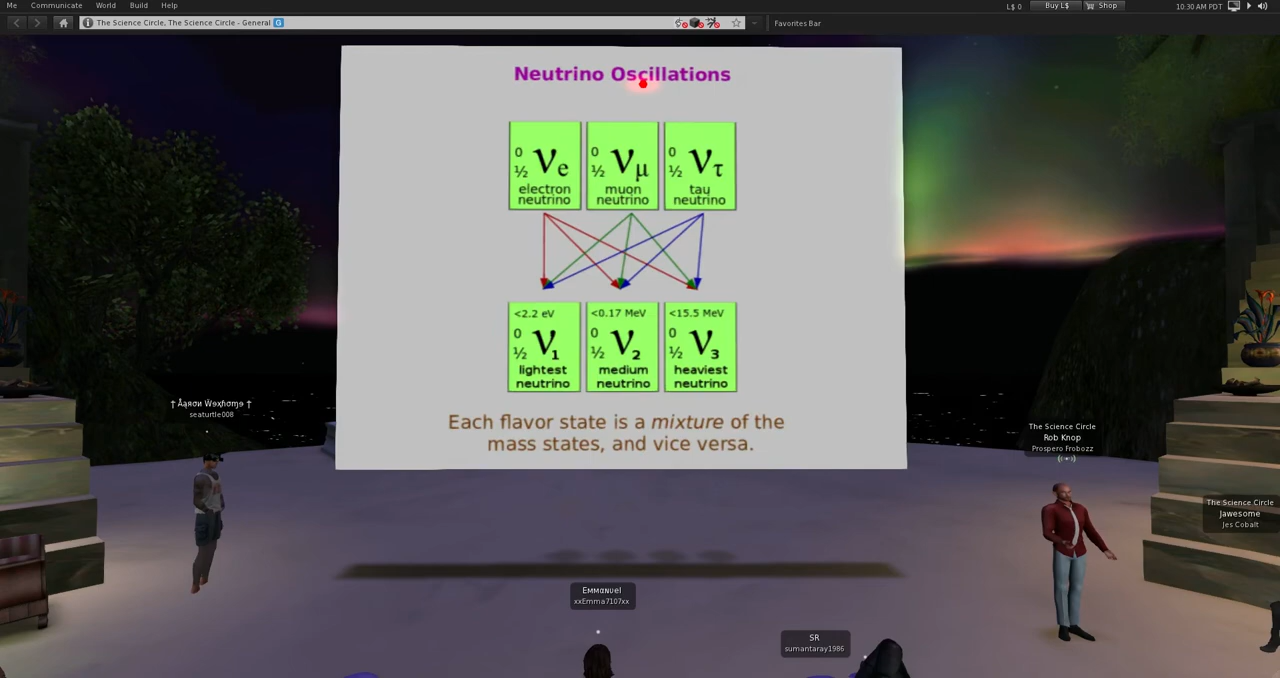 Me Communicate World Build Help
L$ 0 Buy L$ Shop 10:30 AM PDT
The Science Circle, The Science Circle - General G
Favorites Bar
Neutrino Oscillations
0 ½ νe electron neutrino
0 ½ νμ muon neutrino
0 ½ ντ tau neutrino
<2.2 eV 0 ½ ν1 lightest neutrino
<0.17 MeV 0 ½ ν2 medium neutrino
<15.5 MeV 0 ½ ν3 heaviest neutrino
Each flavor state is a mixture of the
mass states, and vice versa.
seaturtle008
The Science Circle
Rob Knop
Prospero Frobozz
The Science Circle
Jawesome
Jes Cobalt
Emmanuel
xxEmma7107xx
SR
sumantaray1986